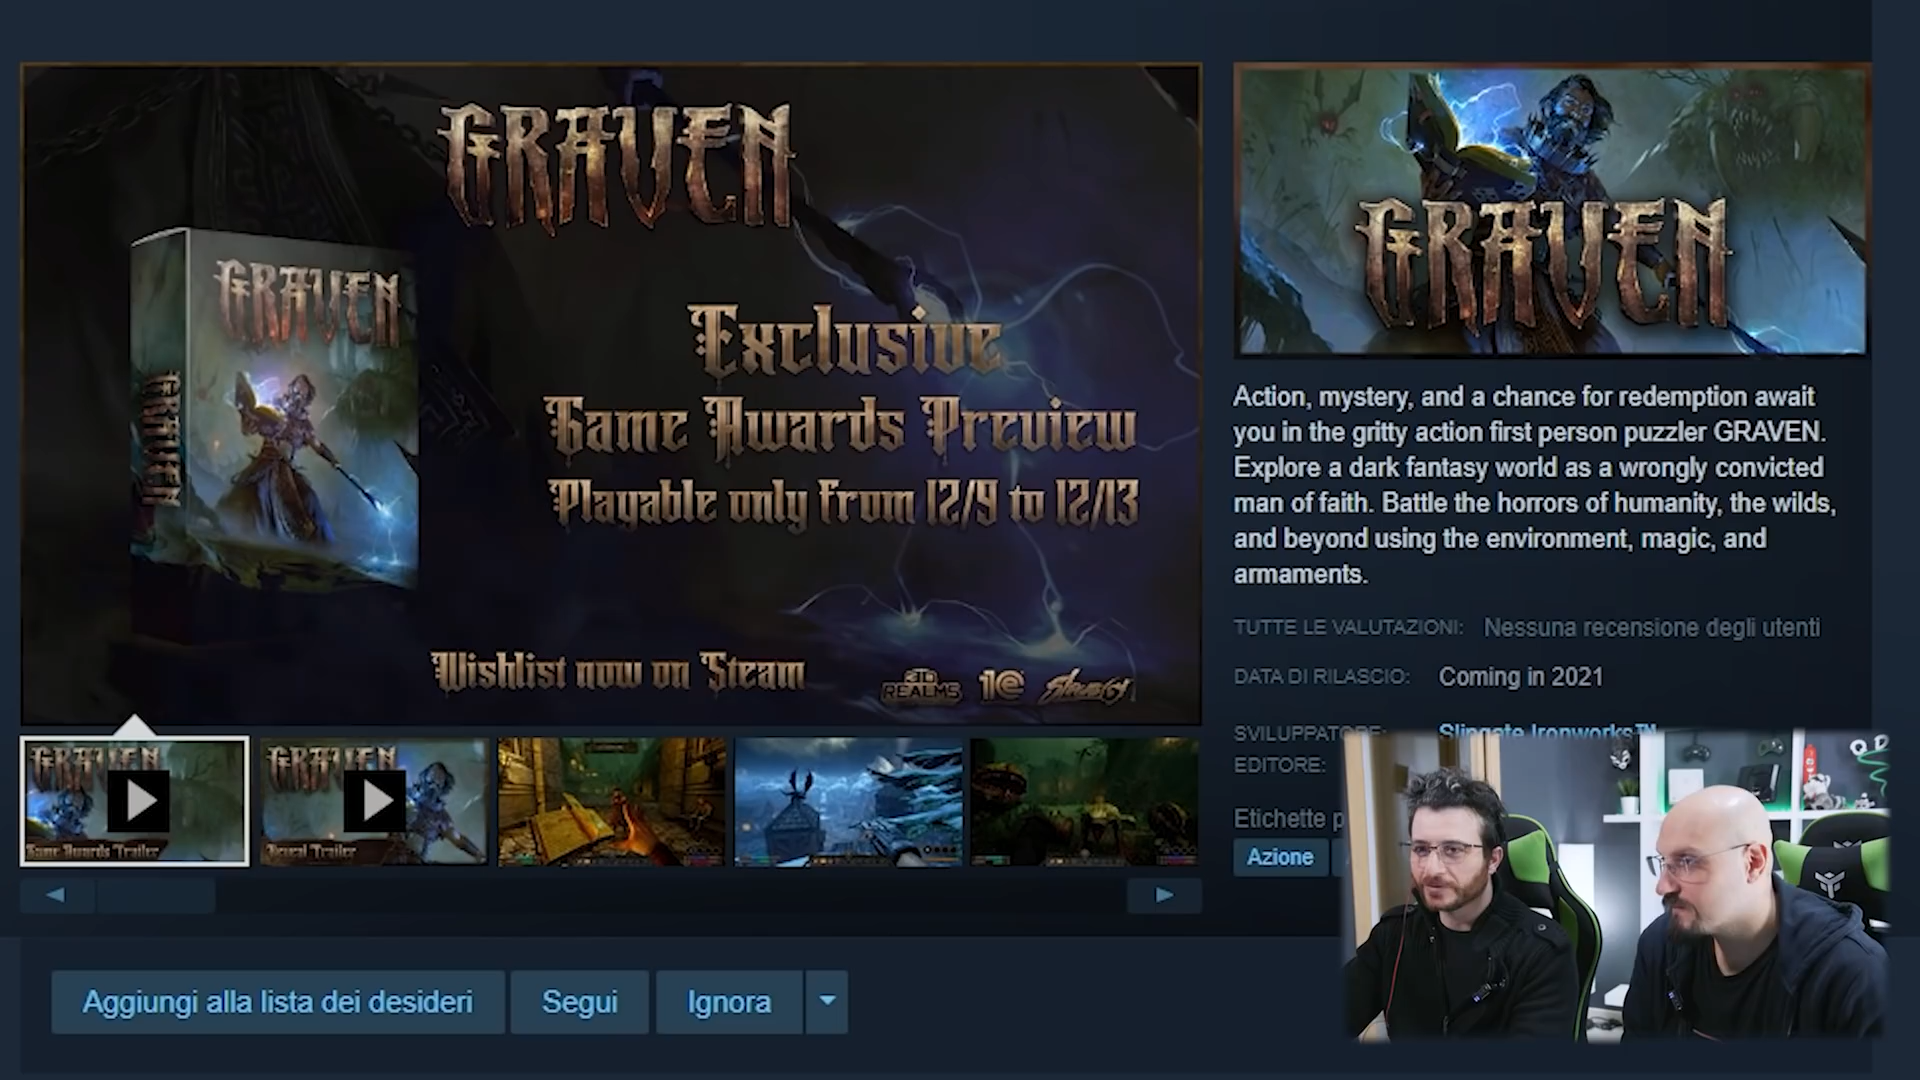 GRAVEN
GRAVEN
GRAVEN
Exclusive
Game Awards Preview
Playable only from 12/9 to 12/13
Wishlist now on Steam
3D
REALMS
1C
GRAVEN
GRAVEN
Game Awards Trailer
GRAVEN
Reveal Trailer
GRAVEN
Action, mystery, and a chance for redemption await
you in the gritty action first person puzzler GRAVEN.
Explore a dark fantasy world as a wrongly convicted
man of faith. Battle the horrors of humanity, the wilds,
and beyond using the environment, magic, and
armaments.
TUTTE LE VALUTAZIONI: Nessuna recensione degli utenti
DATA DI RILASCIO: Coming in 2021
SVILUPPATORE: Slipgate Ironworks™
EDITORE:
Etichette p
Azione
Aggiungi alla lista dei desideri
Segui
Ignora